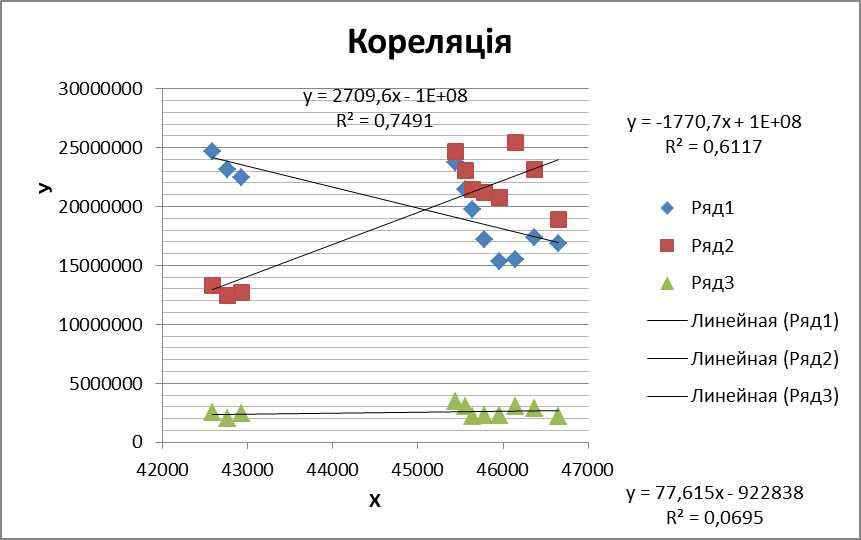 Кореляція
y = 2709,6x - 1E+08
R² = 0,7491
y = -1770,7x + 1E+08
R² = 0,6117
У
30000000
25000000
20000000
15000000
10000000
5000000
0
42000 43000 44000 45000 46000 47000
Х
Ряд1
Ряд2
Ряд3
Линейная (Ряд1)
Линейная (Ряд2)
Линейная (Ряд3)
y = 77,615x - 922838
R² = 0,0695